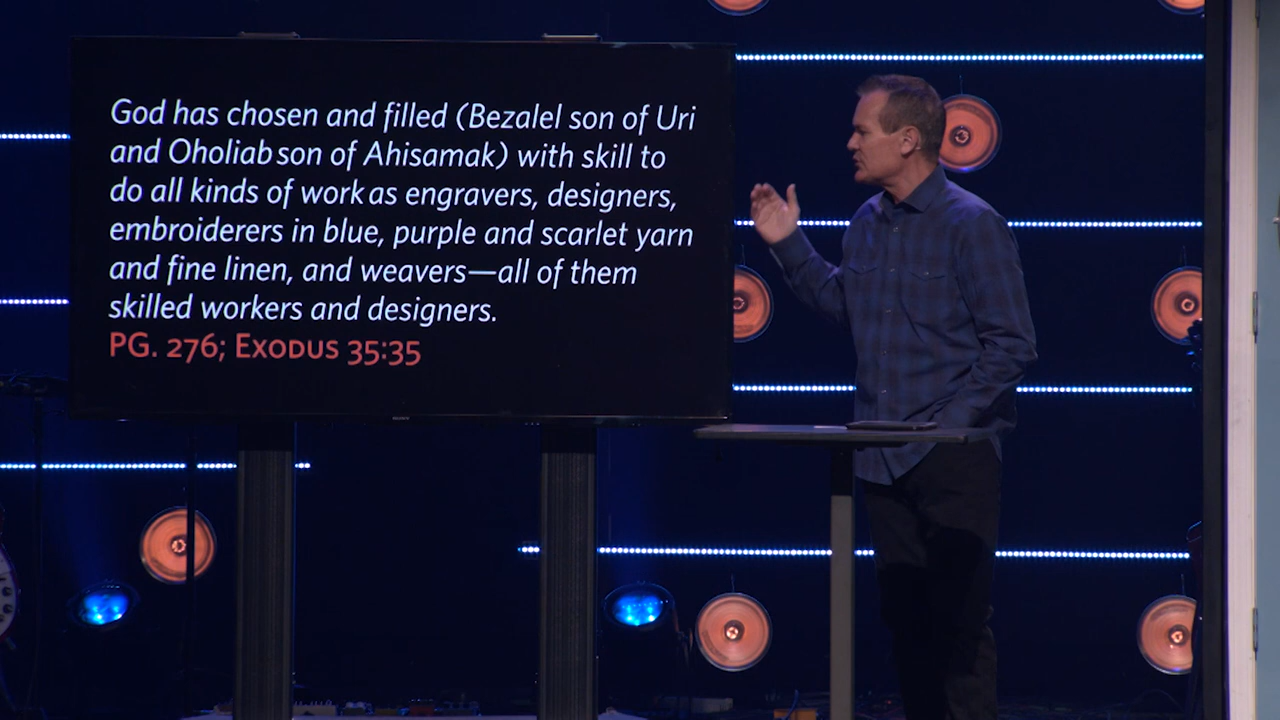 God has chosen and filled (Bezalel son of Uri
and Oholiab son of Ahisamak) with skill to
do all kinds of work as engravers, designers,
embroiderers in blue, purple and scarlet yarn
and fine linen, and weavers—all of them
skilled workers and designers.
PG. 276; EXODUS 35:35
SONY